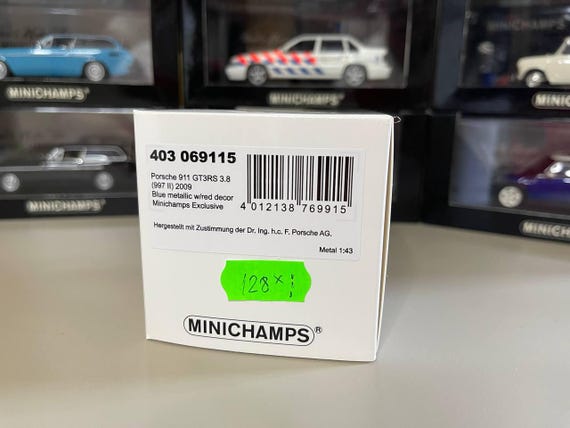 MINICHAMPS
MINICHAMPS
MINICHAMPS
403 069115
Porsche 911 GT3RS 3.8
(997 II) 2009
Blue metallic w/red decor
Minichamps Exclusive
4 012138 769915
Hergestellt mit Zustimmung der Dr. Ing. h.c. F. Porsche AG.
Metal 1:43
128 x
MINICHAMPS®